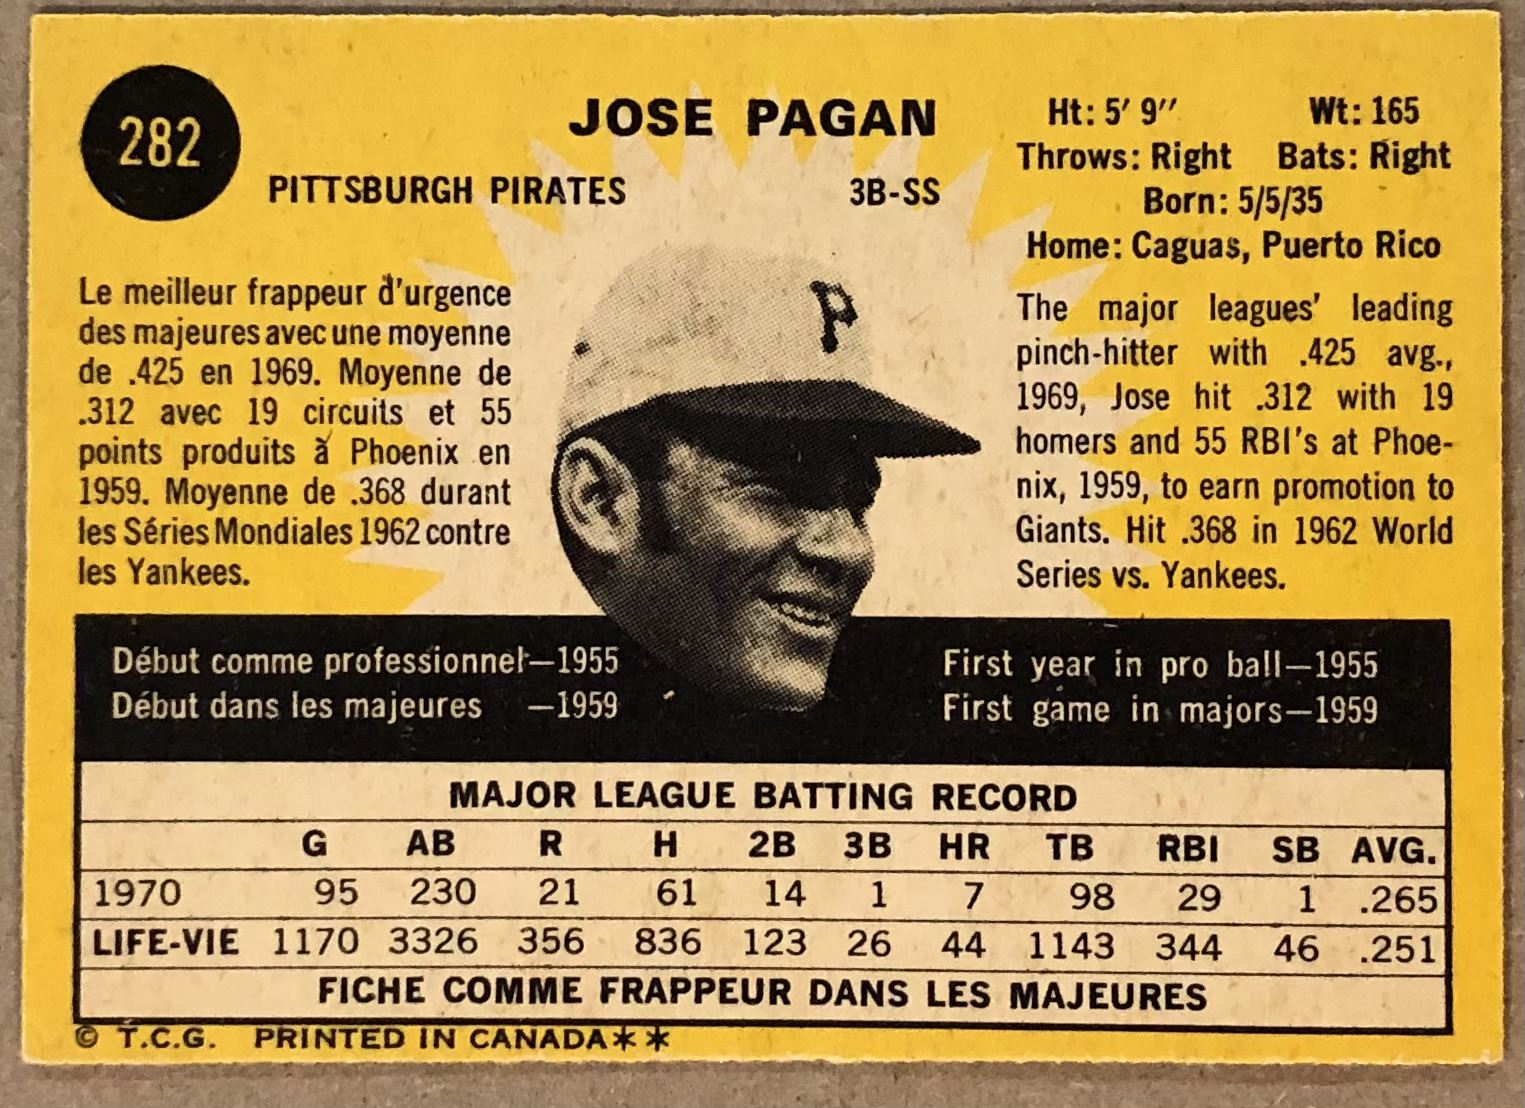 282
JOSE PAGAN
PITTSBURGH PIRATES 3B-SS
Ht: 5' 9" Wt: 165
Throws: Right Bats: Right
Born: 5/5/35
Home: Caguas, Puerto Rico
Le meilleur frappeur d'urgence
des majeures avec une moyenne
de .425 en 1969. Moyenne de
.312 avec 19 circuits et 55
points produits à Phoenix en
1959. Moyenne de .368 durant
les Séries Mondiales 1962 contre
les Yankees.
P
The major leagues' leading
pinch-hitter with .425 avg.,
1969, Jose hit .312 with 19
homers and 55 RBI's at Phoe-
nix, 1959, to earn promotion to
Giants. Hit .368 in 1962 World
Series vs. Yankees.
Début comme professionnel—1955
Début dans les majeures —1959
First year in pro ball—1955
First game in majors—1959
MAJOR LEAGUE BATTING RECORD
G AB R H 2B 3B HR TB RBI SB AVG.
1970 95 230 21 61 14 1 7 98 29 1 .265
LIFE-VIE 1170 3326 356 836 123 26 44 1143 344 46 .251
FICHE COMME FRAPPEUR DANS LES MAJEURES
© T.C.G. PRINTED IN CANADA**